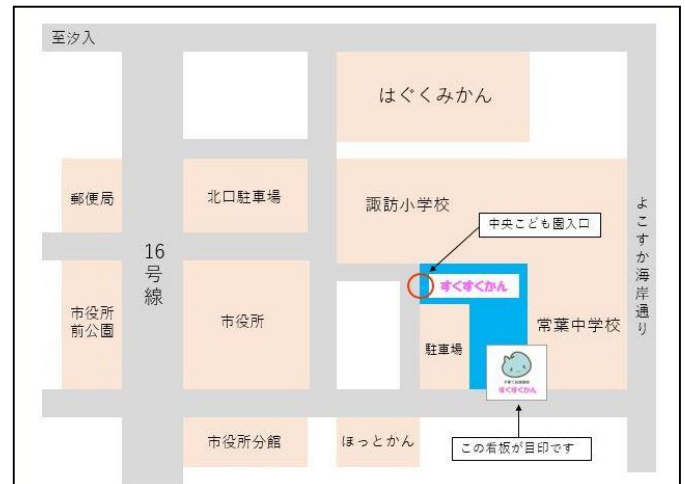 至汐入
はぐくみかん
郵便局
北口駐車場
諏訪小学校
中央こども園入口
16
号
線
よこすか海岸通り
すくすくかん
市役所
前公園
市役所
駐車場
常葉中学校
すくすくかん
市役所分館
ほっとかん
この看板が目印です